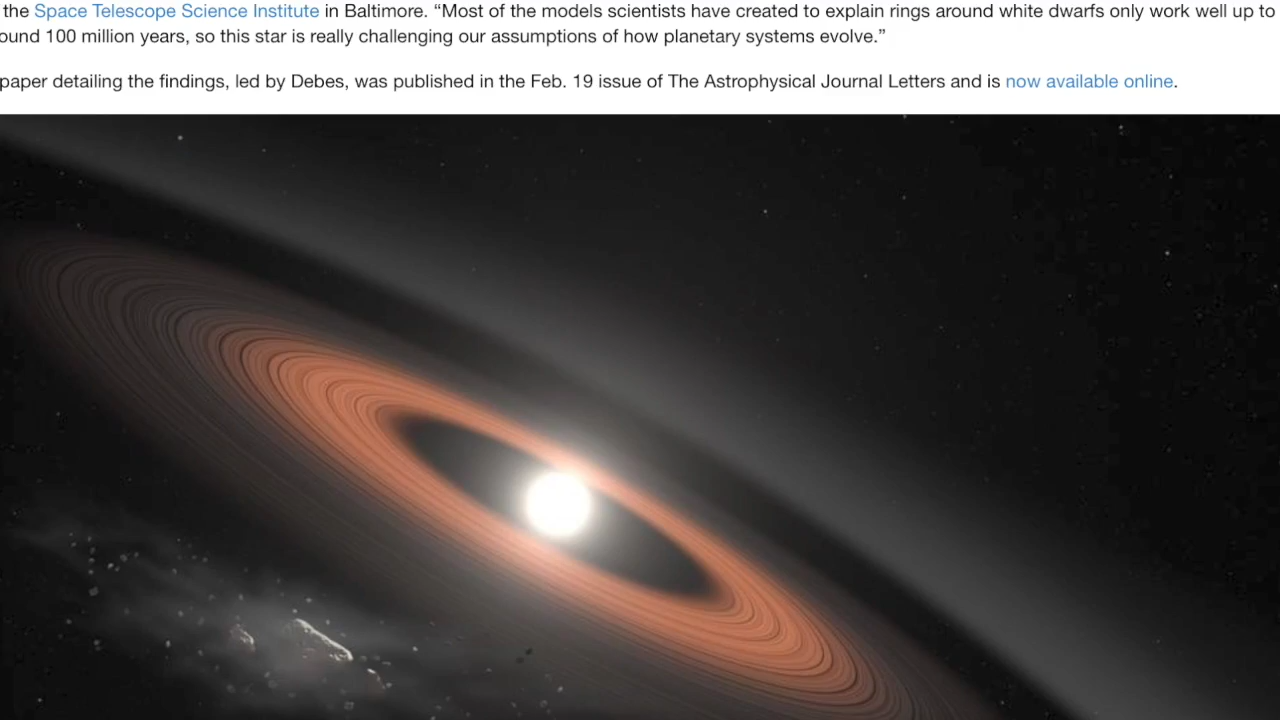 the Space Telescope Science Institute in Baltimore. “Most of the models scientists have created to explain rings around white dwarfs only work well up to
ound 100 million years, so this star is really challenging our assumptions of how planetary systems evolve.”
paper detailing the findings, led by Debes, was published in the Feb. 19 issue of The Astrophysical Journal Letters and is now available online.